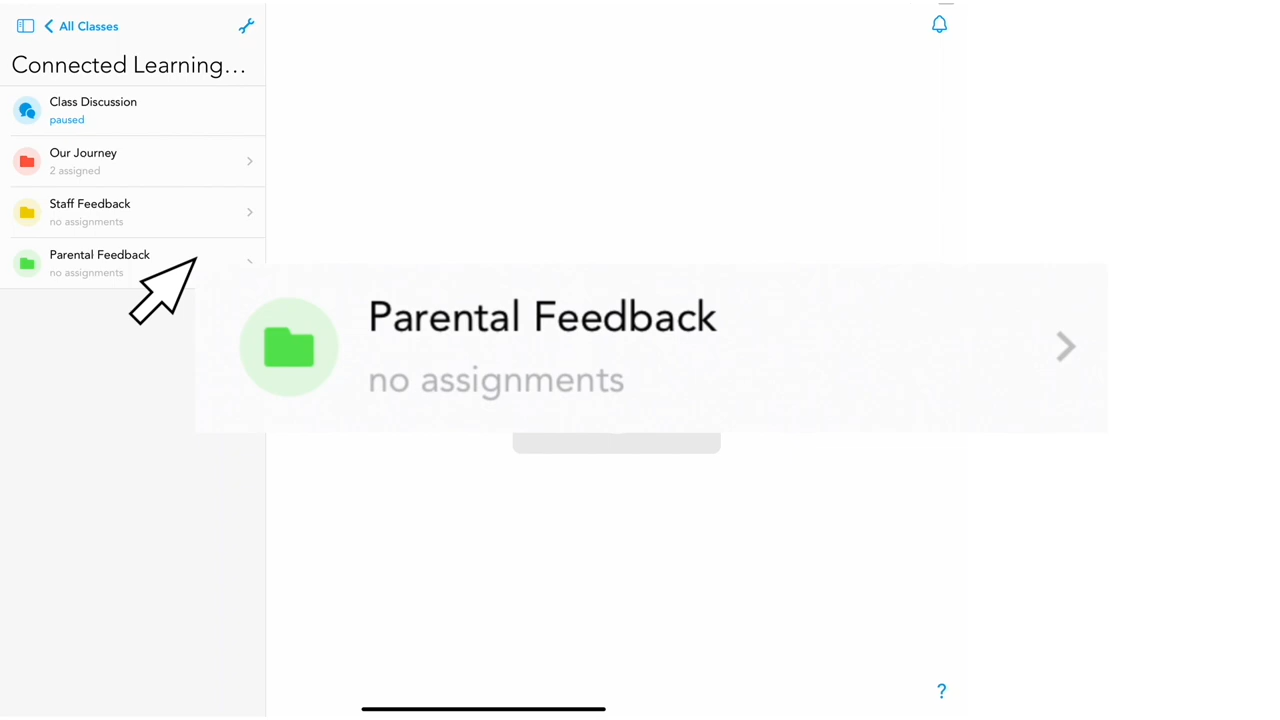 All Classes
Connected Learning...
Class Discussion
paused
Our Journey
2 assigned
Staff Feedback
no assignments
Parental Feedback
no assignments
Parental Feedback
no assignments
?